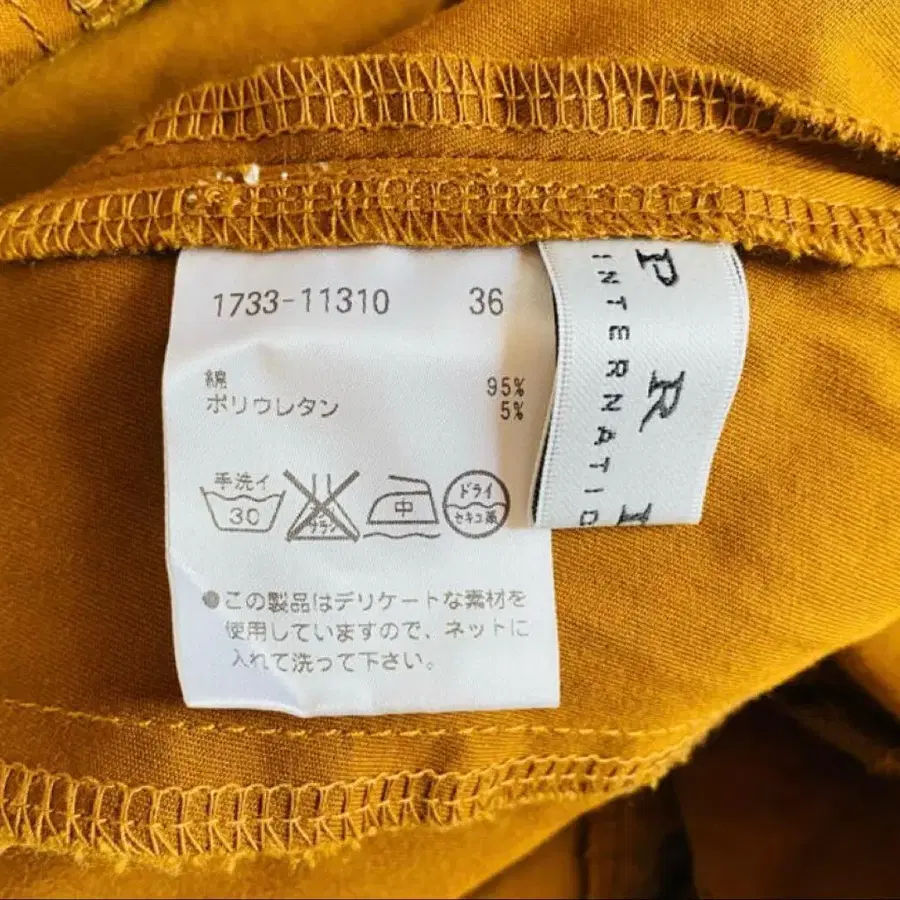 1733-11310 36
綿 95%
ポリウレタン 5%
手洗イ
30
サラシ
中
ドライ
セキユ系
●この製品はデリケートな素材を
使用していますので、ネットに
入れて洗って下さい。
P R I
INTERNATIO